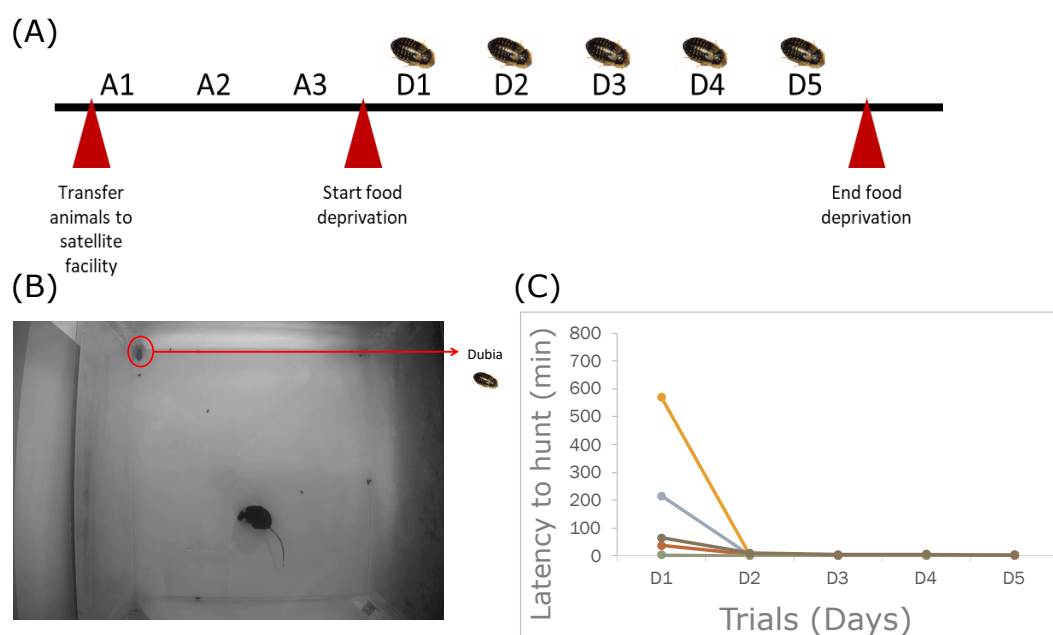 (A)
A1 A2 A3 D1 D2 D3 D4 D5
Transfer
animals to
satellite
facility
Start food
deprivation
End food
deprivation
(B)
Dubia
(C)
Latency to hunt (min)
800
700
600
500
400
300
200
100
0
D1 D2 D3 D4 D5
Trials (Days)